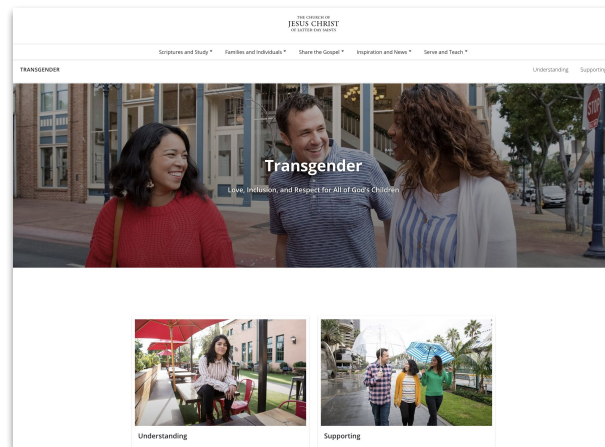 THE CHURCH OF
JESUS CHRIST
OF LATTER-DAY SAINTS
Scriptures and Study Families and Individuals Share the Gospel Inspiration and News Serve and Teach
TRANSGENDER Understanding Supporting
STOP
Transgender
Love, Inclusion, and Respect for All of God's Children
Understanding Supporting